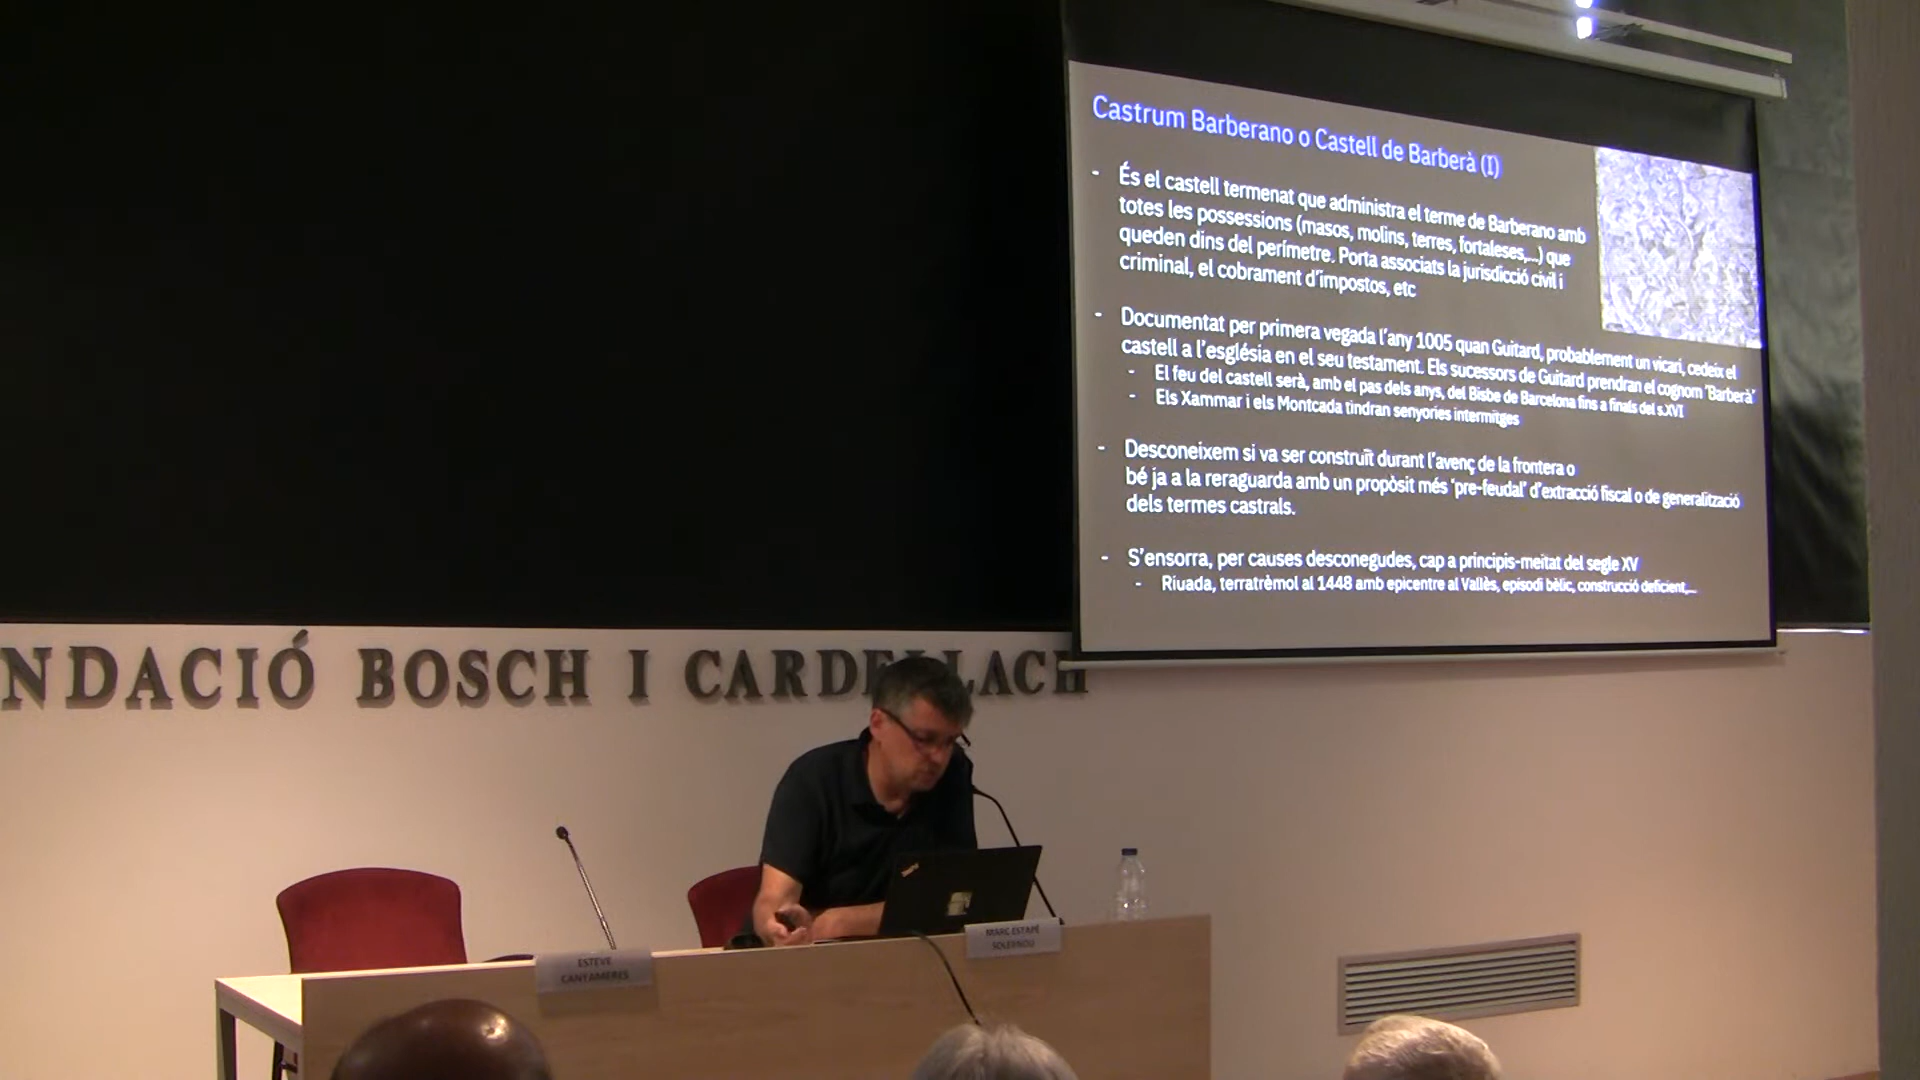 Castrum Barberano o Castell de Barberà (I)
- És el castell termenat que administra el terme de Barberano amb
totes les possessions (masos, molins, terres, fortaleses,...) que
queden dins del perímetre. Porta associats la jurisdicció civil i
criminal, el cobrament d'impostos, etc
- Documentat per primera vegada l'any 1005 quan Guitard, probablement un vicari, cedeix el
castell a l'església en el seu testament. Els sucessors de Guitard prendran el cognom 'Barberà'
- El feu del castell serà, amb el pas dels anys, del Bisbe de Barcelona fins a finals del s.XVI
- Els Xammar i els Montcada tindran senyories intermitges
- Desconeixem si va ser construït durant l'avenç de la frontera o
bé ja a la reraguarda amb un propòsit més 'pre-feudal' d'extracció fiscal o de generalització
dels termes castrals.
- S'ensorra, per causes desconegudes, cap a principis-meitat del segle XV
- Riuada, terratrèmol al 1448 amb epicentre al Vallès, episodi bèlic, construcció deficient,...
NDACIÓ BOSCH I CARDELLACH
MARC ESTAPÉ
ESTEVE
CANYAMERES